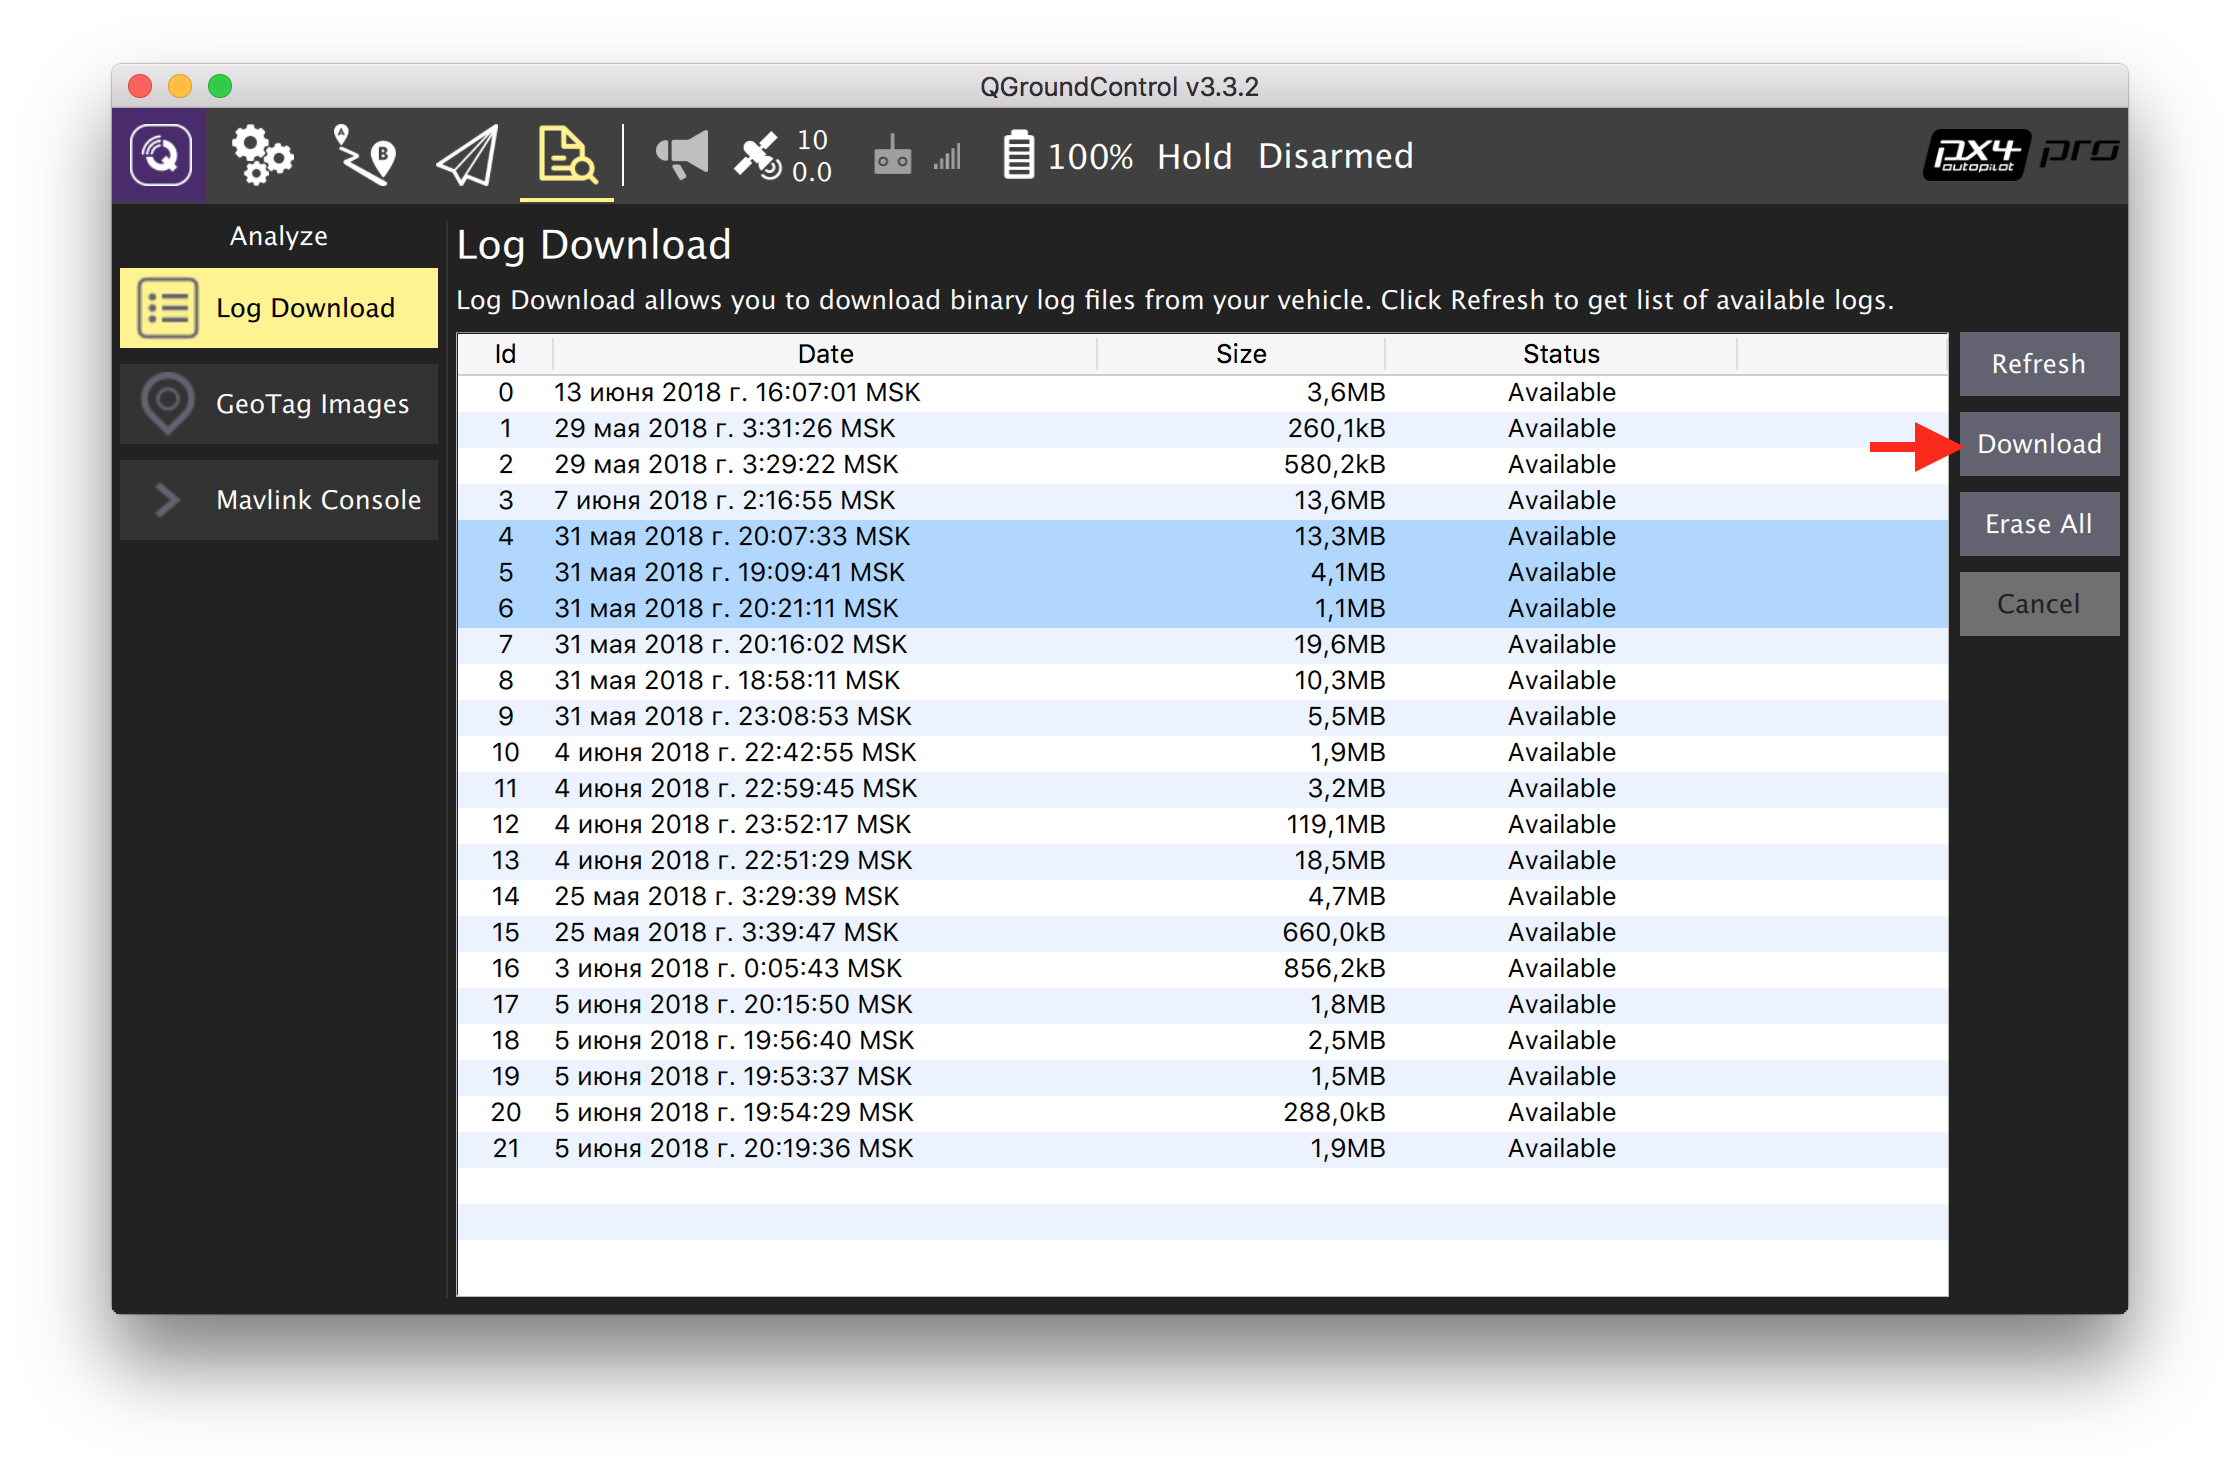 QGroundControl v3.3.2
A
B
10
0.0
100% Hold Disarmed
px4 autopilot pro
Analyze
Log Download
GeoTag Images
Mavlink Console
Log Download
Log Download allows you to download binary log files from your vehicle. Click Refresh to get list of available logs.
Id Date Size Status
0 13 июня 2018 г. 16:07:01 MSK 3,6MB Available
1 29 мая 2018 г. 3:31:26 MSK 260,1kB Available
2 29 мая 2018 г. 3:29:22 MSK 580,2kB Available
3 7 июня 2018 г. 2:16:55 MSK 13,6MB Available
4 31 мая 2018 г. 20:07:33 MSK 13,3MB Available
5 31 мая 2018 г. 19:09:41 MSK 4,1MB Available
6 31 мая 2018 г. 20:21:11 MSK 1,1MB Available
7 31 мая 2018 г. 20:16:02 MSK 19,6MB Available
8 31 мая 2018 г. 18:58:11 MSK 10,3MB Available
9 31 мая 2018 г. 23:08:53 MSK 5,5MB Available
10 4 июня 2018 г. 22:42:55 MSK 1,9MB Available
11 4 июня 2018 г. 22:59:45 MSK 3,2MB Available
12 4 июня 2018 г. 23:52:17 MSK 119,1MB Available
13 4 июня 2018 г. 22:51:29 MSK 18,5MB Available
14 25 мая 2018 г. 3:29:39 MSK 4,7MB Available
15 25 мая 2018 г. 3:39:47 MSK 660,0kB Available
16 3 июня 2018 г. 0:05:43 MSK 856,2kB Available
17 5 июня 2018 г. 20:15:50 MSK 1,8MB Available
18 5 июня 2018 г. 19:56:40 MSK 2,5MB Available
19 5 июня 2018 г. 19:53:37 MSK 1,5MB Available
20 5 июня 2018 г. 19:54:29 MSK 288,0kB Available
21 5 июня 2018 г. 20:19:36 MSK 1,9MB Available
Refresh
Download
Erase All
Cancel